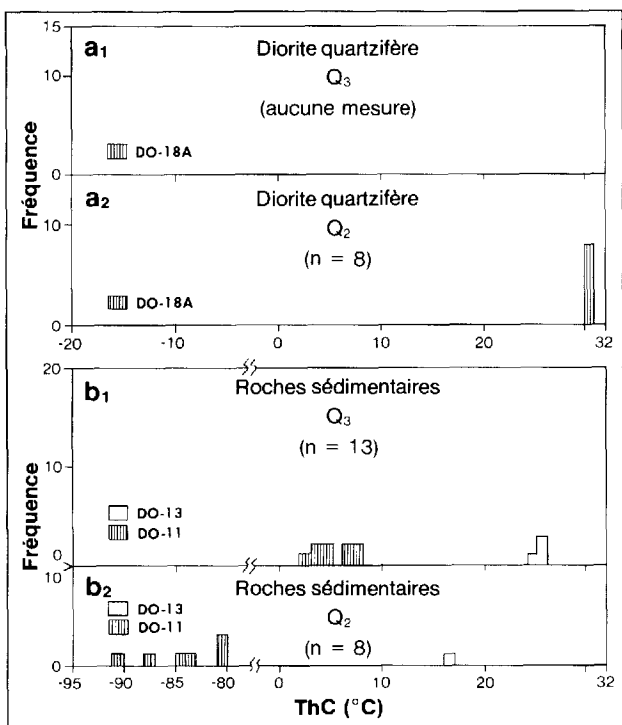 15
a1
Diorite quartzifère
10
Q3
(aucune mesure)
DO-18A
0
Fréquence
a2
Diorite quartzifère
10
Q2
(n = 8)
DO-18A
0
-20 -10 0 10 20 32
20
b1
Roches sédimentaires
Q3
(n = 13)
10
DO-13
DO-11
0
Fréquence
10
b2
Roches sédimentaires
DO-13
DO-11
Q2
(n = 8)
0
-95 -90 -85 -80 0 10 20 32
ThC (°C)